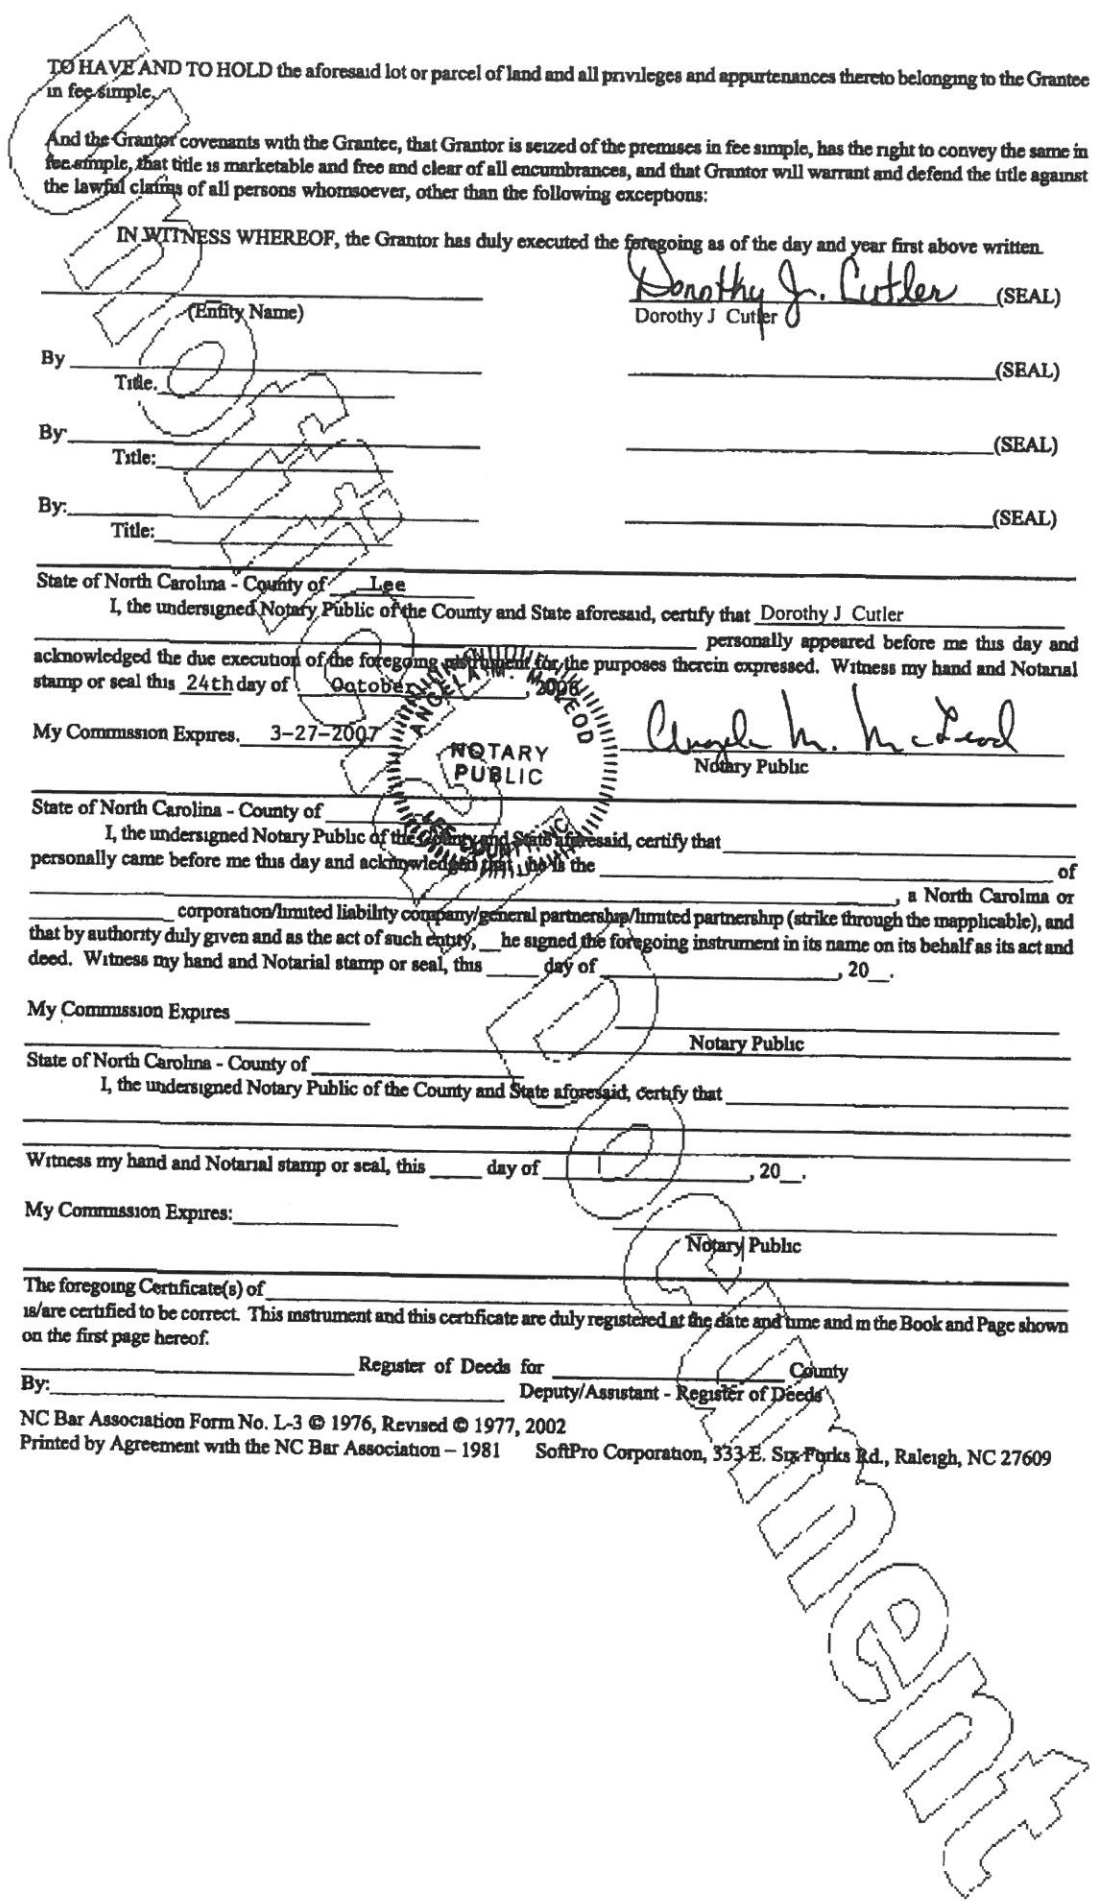 TO HAVE AND TO HOLD the aforesaid lot or parcel of land and all privileges and appurtenances thereto belonging to the Grantee
in fee simple.
And the Grantor covenants with the Grantee, that Grantor is seized of the premises in fee simple, has the right to convey the same in
fee simple, that title is marketable and free and clear of all encumbrances, and that Grantor will warrant and defend the title against
the lawful claims of all persons whomsoever, other than the following exceptions:
IN WITNESS WHEREOF, the Grantor has duly executed the foregoing as of the day and year first above written.
Dorothy J. Cutler (SEAL)
(Entity Name) Dorothy J Cutler
By (SEAL)
Title.
By: (SEAL)
Title:
By: (SEAL)
Title:
State of North Carolina - County of Lee
I, the undersigned Notary Public of the County and State aforesaid, certify that Dorothy J Cutler
personally appeared before me this day and
acknowledged the due execution of the foregoing instrument for the purposes therein expressed. Witness my hand and Notarial
stamp or seal this 24th day of October, 2006
ANGELA M. McLEOD
NOTARY
PUBLIC
LEE COUNTY, NC
My Commission Expires. 3-27-2007 Angela M. McLeod
Notary Public
State of North Carolina - County of
I, the undersigned Notary Public of the County and State aforesaid, certify that
personally came before me this day and acknowledged that _he is the of
, a North Carolina or
corporation/limited liability company/general partnership/limited partnership (strike through the inapplicable), and
that by authority duly given and as the act of such entity, __he signed the foregoing instrument in its name on its behalf as its act and
deed. Witness my hand and Notarial stamp or seal, this ____ day of ____, 20__.
My Commission Expires
Notary Public
State of North Carolina - County of
I, the undersigned Notary Public of the County and State aforesaid, certify that
Witness my hand and Notarial stamp or seal, this ____ day of ____, 20__.
My Commission Expires:
Notary Public
The foregoing Certificate(s) of
is/are certified to be correct. This instrument and this certificate are duly registered at the date and time and in the Book and Page shown
on the first page hereof.
Register of Deeds for County
By: Deputy/Assistant - Register of Deeds
NC Bar Association Form No. L-3 © 1976, Revised © 1977, 2002
Printed by Agreement with the NC Bar Association – 1981 SoftPro Corporation, 333 E. Six Forks Rd., Raleigh, NC 27609
Unofficial Document